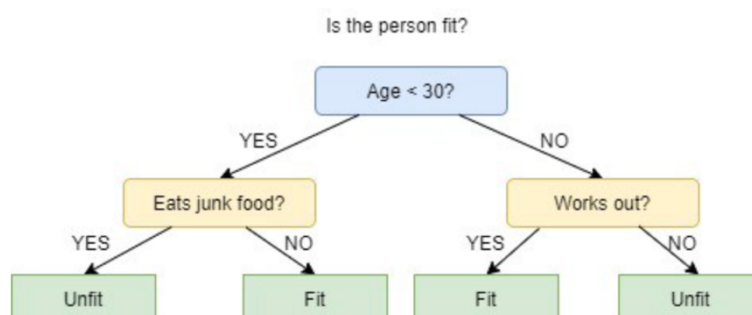 Is the person fit?
Age < 30?
YES
NO
Eats junk food?
Works out?
YES
NO
YES
NO
Unfit
Fit
Fit
Unfit